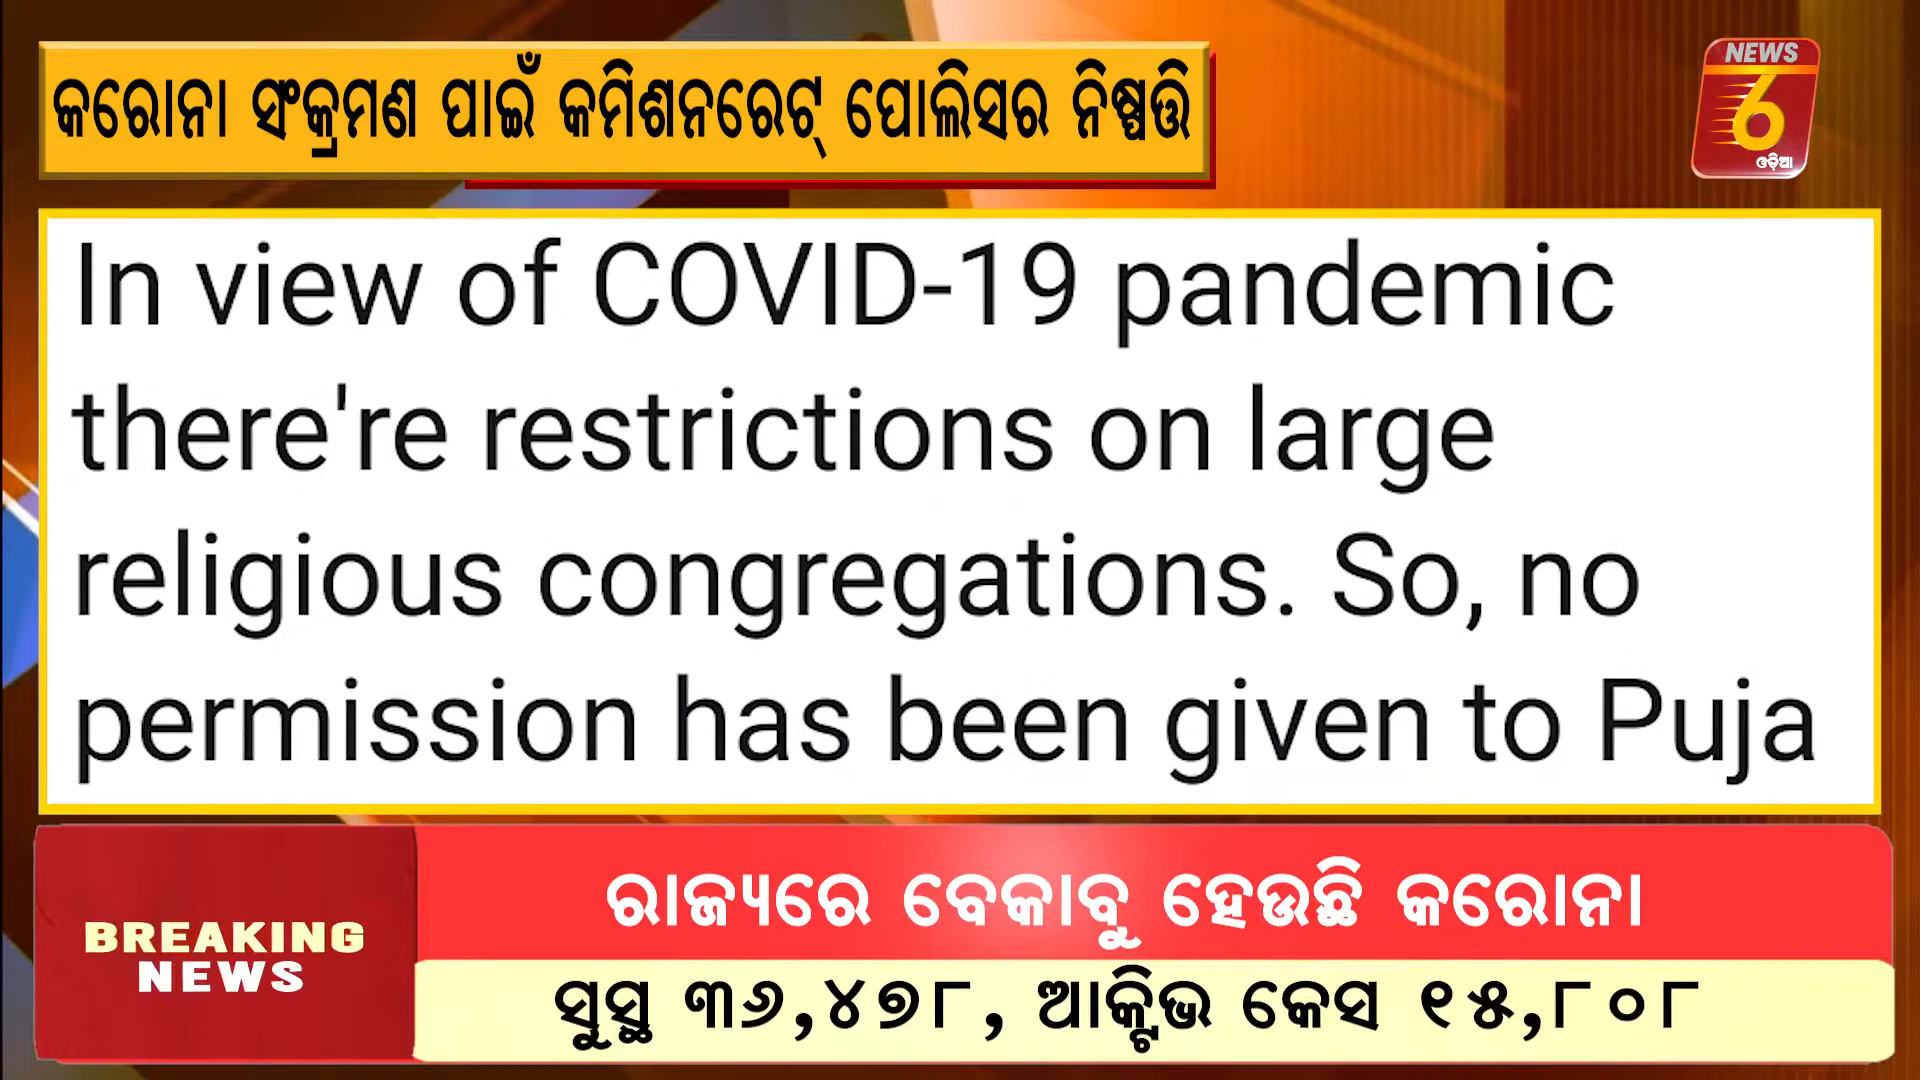 କରୋନା ସଂକ୍ରମଣ ପାଇଁ କମିଶନରେଟ୍ ପୋଲିସର ନିଷ୍ପତ୍ତି
NEWS
6
ଓଡ଼ିଆ
In view of COVID-19 pandemic
there're restrictions on large
religious congregations. So, no
permission has been given to Puja
BREAKING
NEWS
ରାଜ୍ୟରେ ବେକାବୁ ହେଉଛି କରୋନା
ସୁସ୍ଥ ୩୬,୪୭୮, ଆକ୍ଟିଭ କେସ ୧୫,୮୦୮